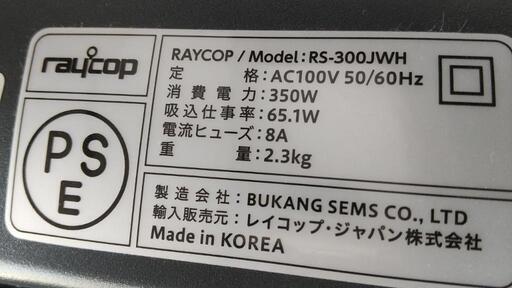 raycop
RAYCOP / Model:RS-300JWH
定 格:AC100V 50/60Hz
消費電力:350W
吸込仕事率:65.1W
電流ヒューズ:8A
重 量:2.3kg
PS
E
製造会社:BUKANG SEMS CO., LTD
輸入販売元:レイコップ・ジャパン株式会社
Made in KOREA